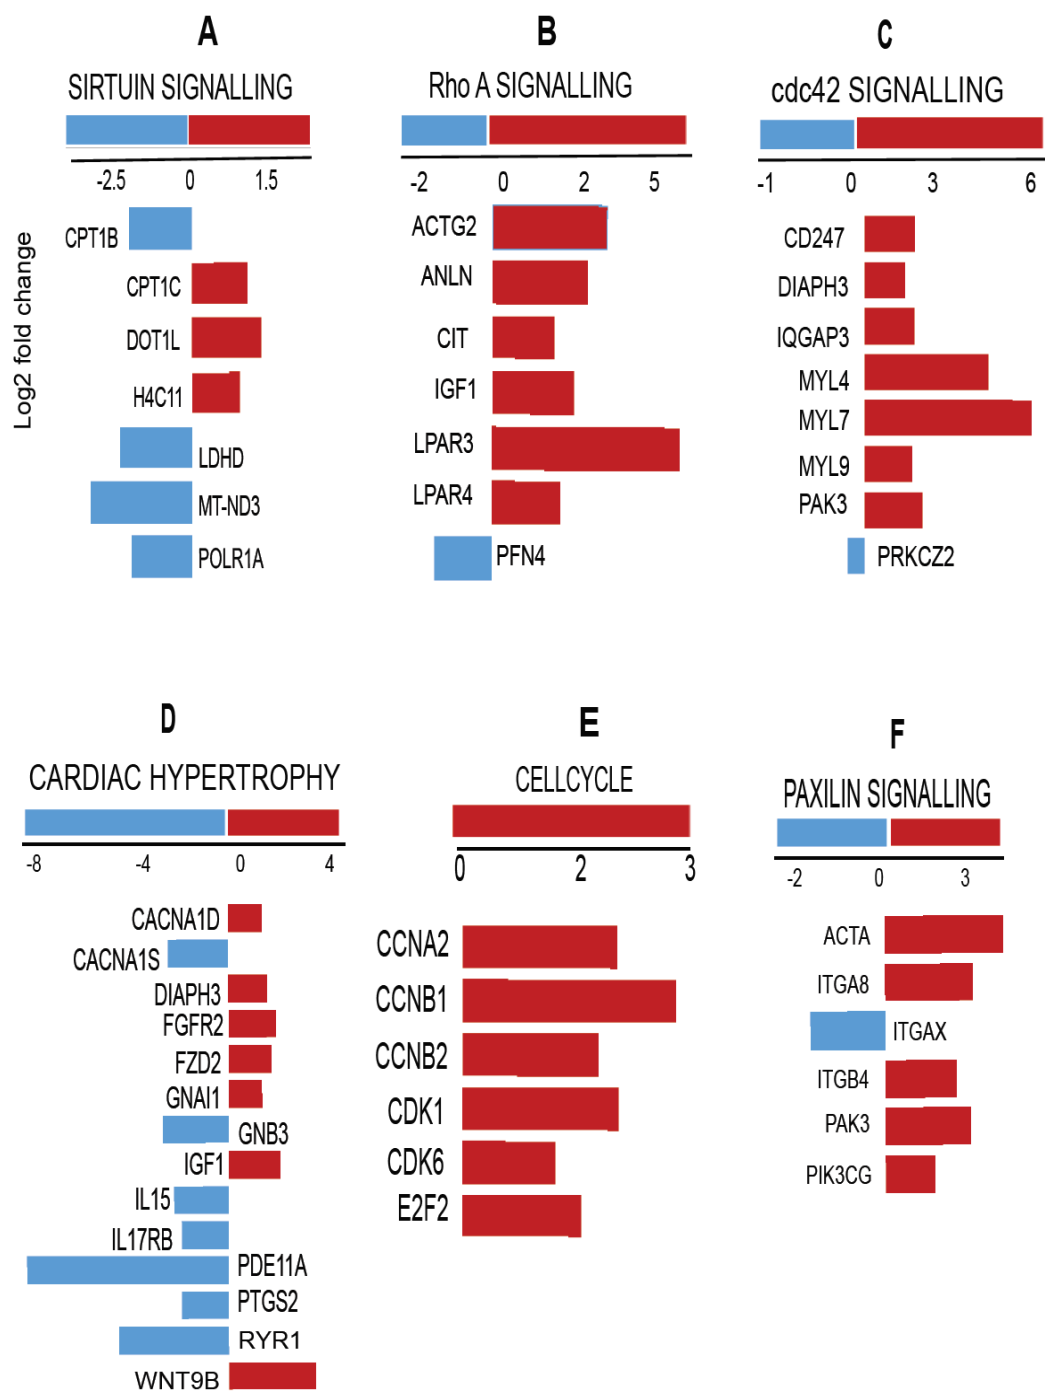 A
SIRTUIN SIGNALLING
-2.5 0 1.5
Log2 fold change
CPT1B
CPT1C
DOT1L
H4C11
LDHD
MT-ND3
POLR1A
B
Rho A SIGNALLING
-2 0 2 5
ACTG2
ANLN
CIT
IGF1
LPAR3
LPAR4
PFN4
C
cdc42 SIGNALLING
-1 0 3 6
CD247
DIAPH3
IQGAP3
MYL4
MYL7
MYL9
PAK3
PRKCZ2
D
CARDIAC HYPERTROPHY
-8 -4 0 4
CACNA1D
CACNA1S
DIAPH3
FGFR2
FZD2
GNAI1
GNB3
IGF1
IL15
IL17RB
PDE11A
PTGS2
RYR1
WNT9B
E
CELLCYCLE
0 2 3
CCNA2
CCNB1
CCNB2
CDK1
CDK6
E2F2
F
PAXILIN SIGNALLING
-2 0 3
ACTA
ITGA8
ITGAX
ITGB4
PAK3
PIK3CG